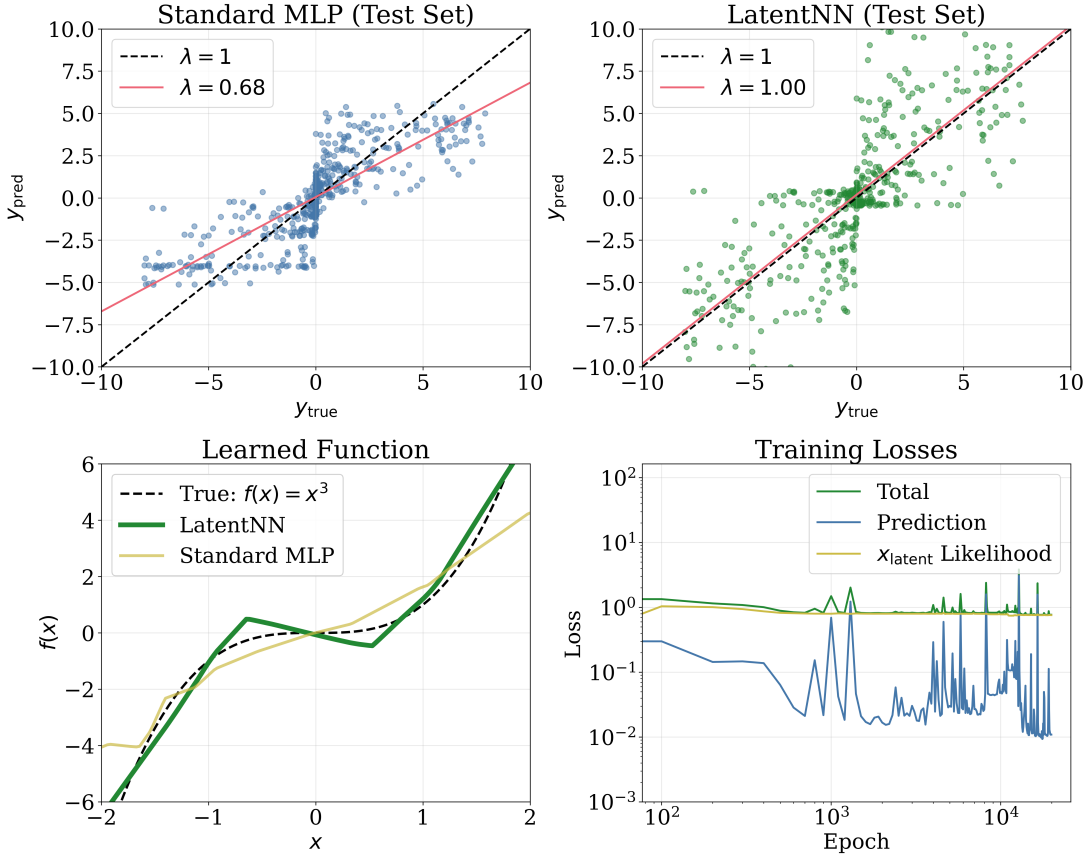 Standard MLP (Test Set)
10.0
7.5
5.0
2.5
0.0
−2.5
−5.0
−7.5
−10.0
y_pred
λ = 1
λ = 0.68
−10 −5 0 5 10
y_true
LatentNN (Test Set)
10.0
7.5
5.0
2.5
0.0
−2.5
−5.0
−7.5
−10.0
y_pred
λ = 1
λ = 1.00
−10 −5 0 5 10
y_true
Learned Function
6
4
2
0
−2
−4
−6
f(x)
True: f(x) = x³
LatentNN
Standard MLP
−2 −1 0 1 2
x
Training Losses
10²
10¹
10⁰
10⁻¹
10⁻²
10⁻³
Loss
Total
Prediction
x_latent Likelihood
10² 10³ 10⁴
Epoch